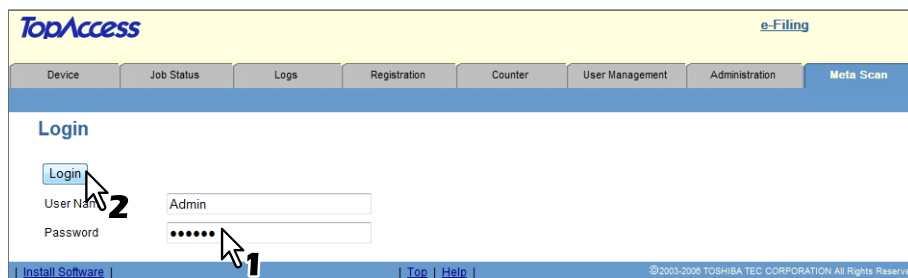 TopAccess
e-Filing
Device Job Status Logs Registration Counter User Management Administration Meta Scan
Login
Login
2
User Name Admin
Password ••••••
1
| Install Software | | Top | Help | ©2003-2006 TOSHIBA TEC CORPORATION All Rights Reserve